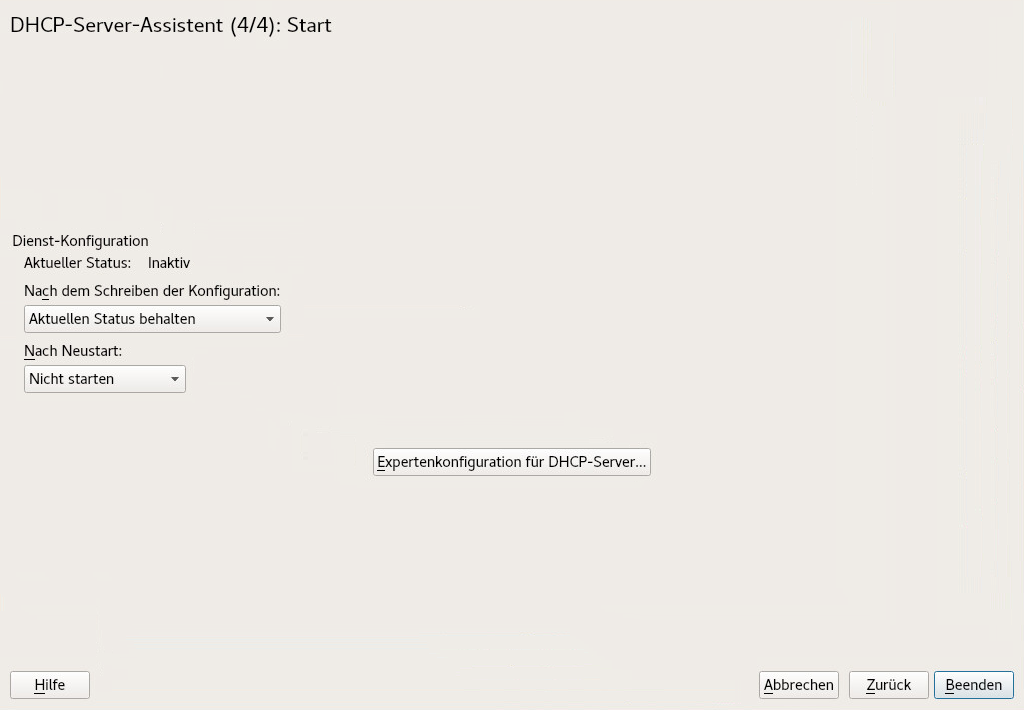 DHCP-Server-Assistent (4/4): Start
Dienst-Konfiguration
Aktueller Status: Inaktiv
Nach dem Schreiben der Konfiguration:
Aktuellen Status behalten
Nach Neustart:
Nicht starten
Expertenkonfiguration für DHCP-Server...
Hilfe Abbrechen Zurück Beenden